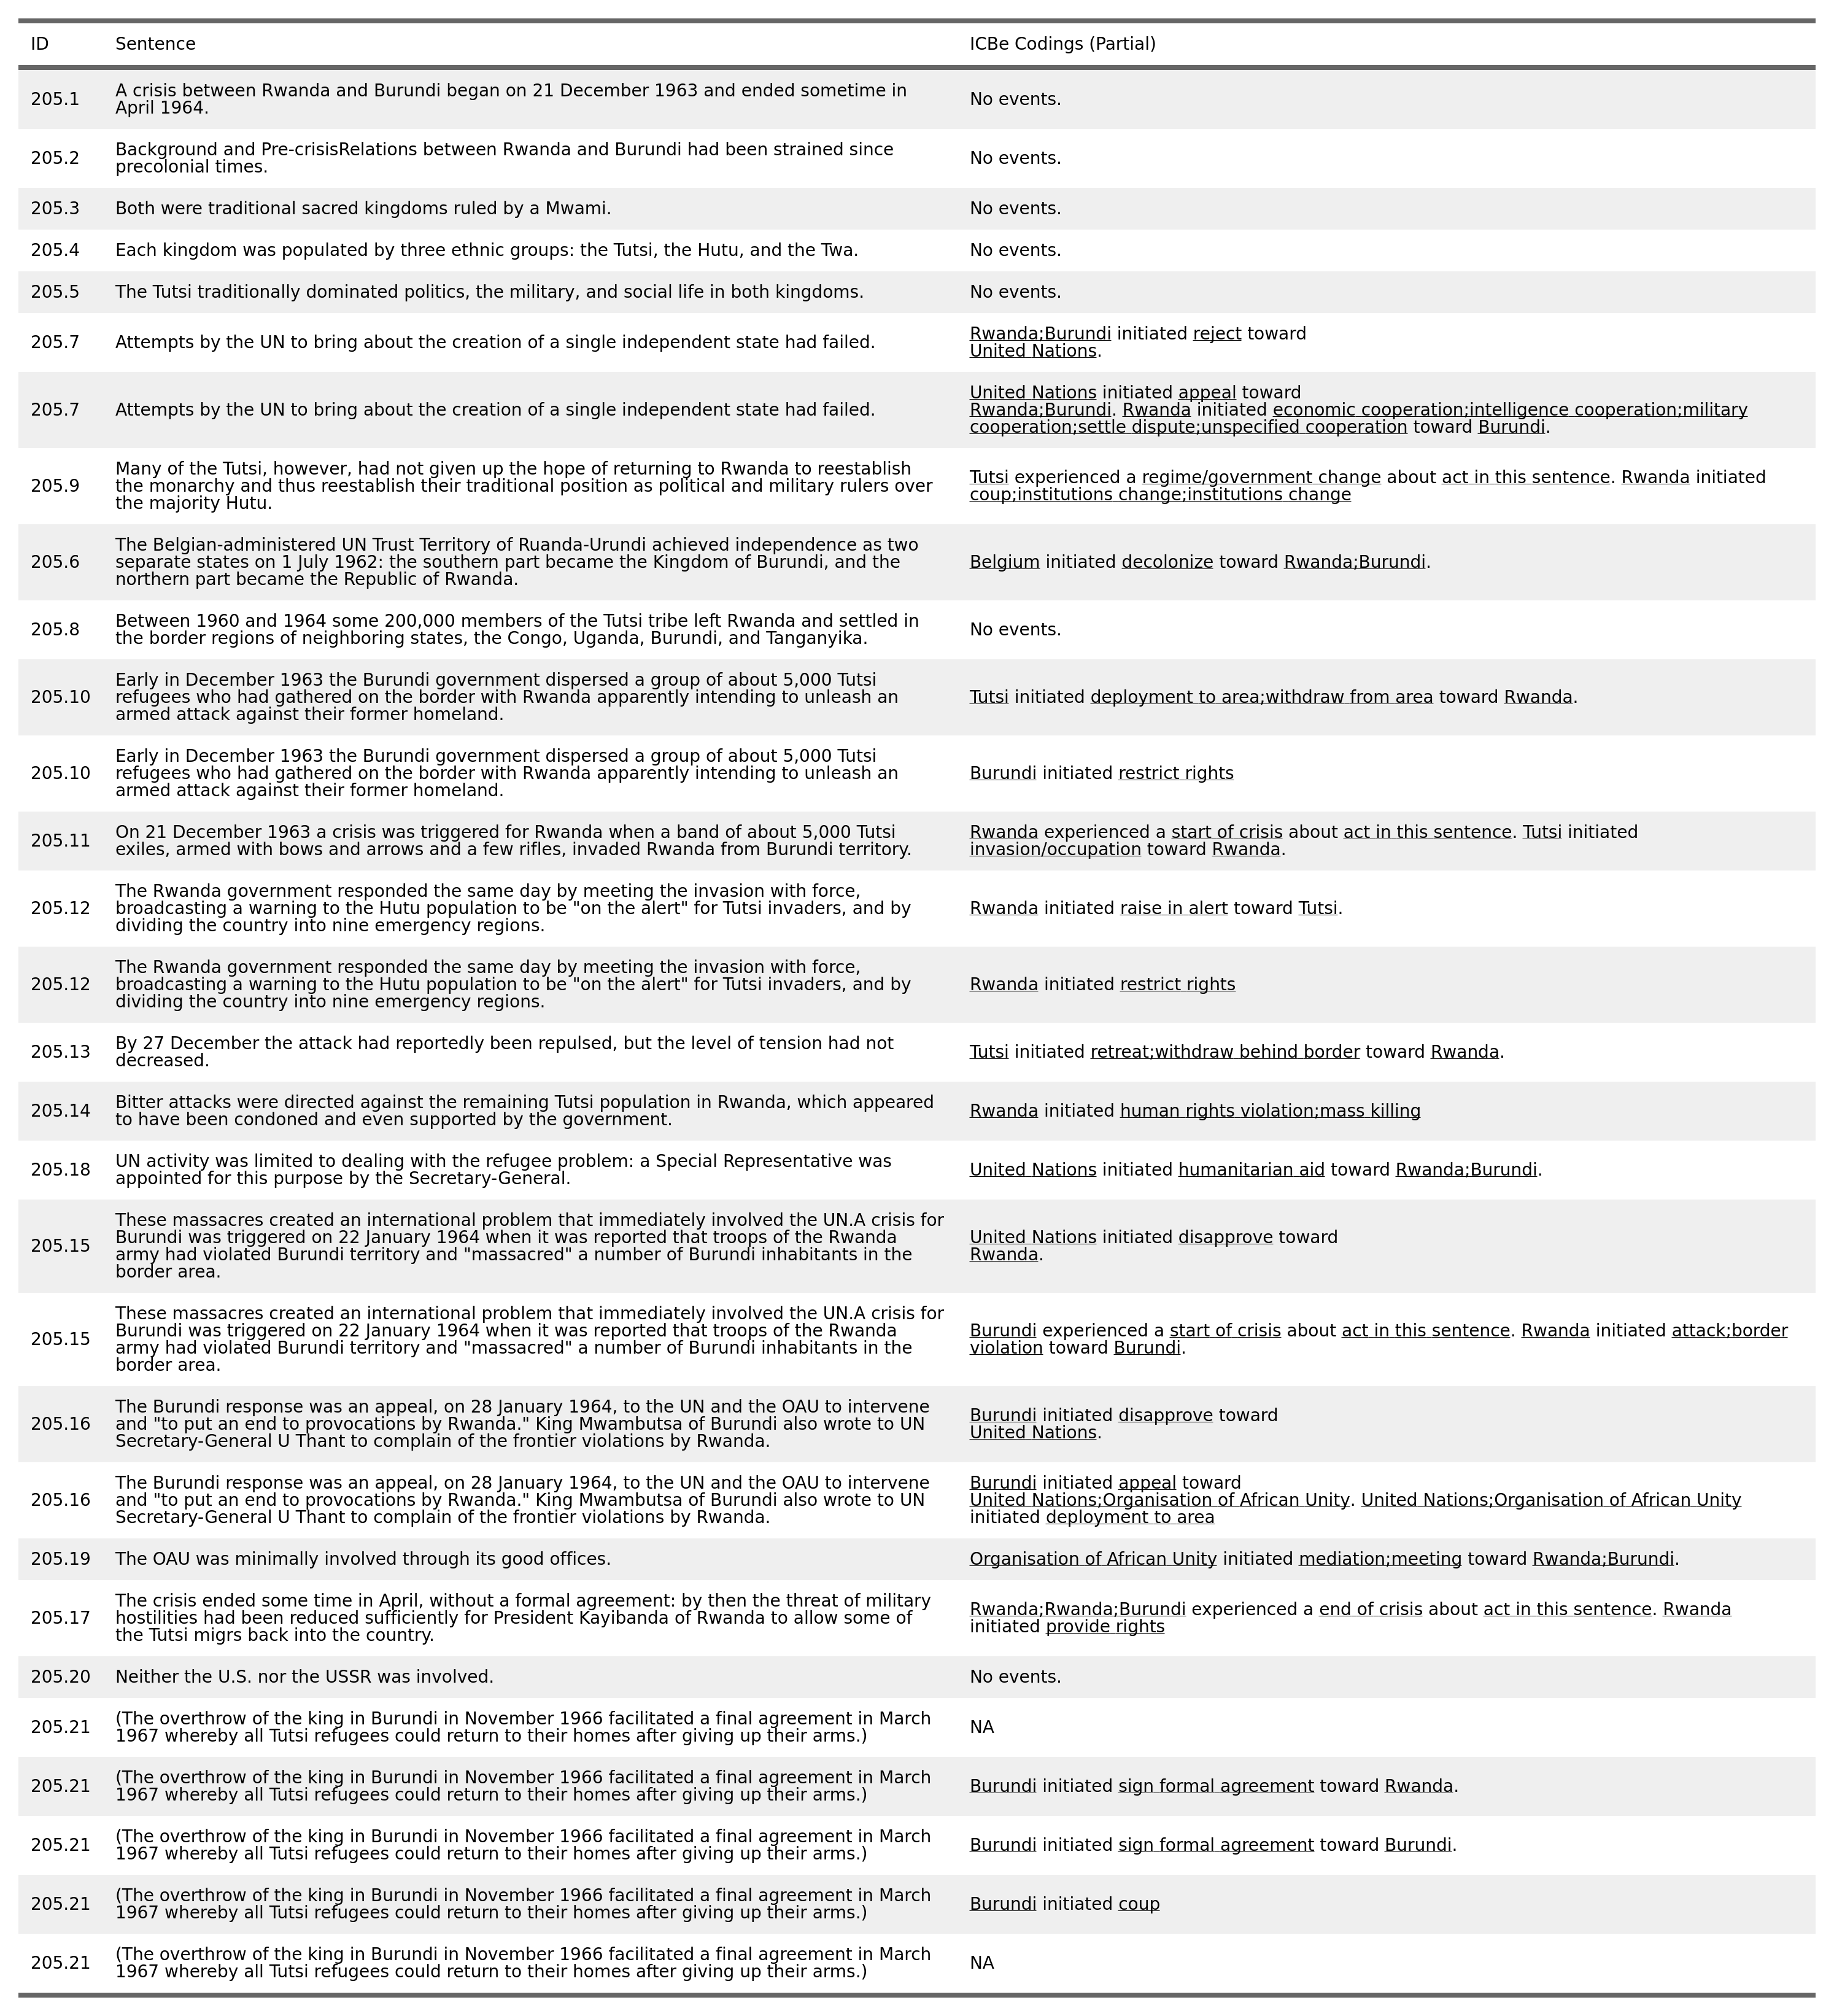 ID Sentence ICBe Codings (Partial)
205.1 A crisis between Rwanda and Burundi began on 21 December 1963 and ended sometime in
April 1964. No events.
205.2 Background and Pre-crisisRelations between Rwanda and Burundi had been strained since
precolonial times. No events.
205.3 Both were traditional sacred kingdoms ruled by a Mwami. No events.
205.4 Each kingdom was populated by three ethnic groups: the Tutsi, the Hutu, and the Twa. No events.
205.5 The Tutsi traditionally dominated politics, the military, and social life in both kingdoms. No events.
205.7 Attempts by the UN to bring about the creation of a single independent state had failed.
Rwanda;Burundi initiated reject toward
United Nations.
205.7 Attempts by the UN to bring about the creation of a single independent state had failed.
United Nations initiated appeal toward
Rwanda;Burundi. Rwanda initiated economic cooperation;intelligence cooperation;military
cooperation;settle dispute;unspecified cooperation toward Burundi.
205.9
Many of the Tutsi, however, had not given up the hope of returning to Rwanda to reestablish
the monarchy and thus reestablish their traditional position as political and military rulers over
the majority Hutu.
Tutsi experienced a regime/government change about act in this sentence. Rwanda initiated
coup;institutions change;institutions change
205.6
The Belgian-administered UN Trust Territory of Ruanda-Urundi achieved independence as two
separate states on 1 July 1962: the southern part became the Kingdom of Burundi, and the
northern part became the Republic of Rwanda.
Belgium initiated decolonize toward Rwanda;Burundi.
205.8
Between 1960 and 1964 some 200,000 members of the Tutsi tribe left Rwanda and settled in
the border regions of neighboring states, the Congo, Uganda, Burundi, and Tanganyika.
No events.
205.10
Early in December 1963 the Burundi government dispersed a group of about 5,000 Tutsi
refugees who had gathered on the border with Rwanda apparently intending to unleash an
armed attack against their former homeland.
Tutsi initiated deployment to area;withdraw from area toward Rwanda.
205.10
Early in December 1963 the Burundi government dispersed a group of about 5,000 Tutsi
refugees who had gathered on the border with Rwanda apparently intending to unleash an
armed attack against their former homeland.
Burundi initiated restrict rights
205.11
On 21 December 1963 a crisis was triggered for Rwanda when a band of about 5,000 Tutsi
exiles, armed with bows and arrows and a few rifles, invaded Rwanda from Burundi territory.
Rwanda experienced a start of crisis about act in this sentence. Tutsi initiated
invasion/occupation toward Rwanda.
205.12
The Rwanda government responded the same day by meeting the invasion with force,
broadcasting a warning to the Hutu population to be "on the alert" for Tutsi invaders, and by
dividing the country into nine emergency regions.
Rwanda initiated raise in alert toward Tutsi.
205.12
The Rwanda government responded the same day by meeting the invasion with force,
broadcasting a warning to the Hutu population to be "on the alert" for Tutsi invaders, and by
dividing the country into nine emergency regions.
Rwanda initiated restrict rights
205.13
By 27 December the attack had reportedly been repulsed, but the level of tension had not
decreased.
Tutsi initiated retreat;withdraw behind border toward Rwanda.
205.14
Bitter attacks were directed against the remaining Tutsi population in Rwanda, which appeared
to have been condoned and even supported by the government.
Rwanda initiated human rights violation;mass killing
205.18
UN activity was limited to dealing with the refugee problem: a Special Representative was
appointed for this purpose by the Secretary-General.
United Nations initiated humanitarian aid toward Rwanda;Burundi.
205.15
These massacres created an international problem that immediately involved the UN.A crisis for
Burundi was triggered on 22 January 1964 when it was reported that troops of the Rwanda
army had violated Burundi territory and "massacred" a number of Burundi inhabitants in the
border area.
United Nations initiated disapprove toward
Rwanda.
205.15
These massacres created an international problem that immediately involved the UN.A crisis for
Burundi was triggered on 22 January 1964 when it was reported that troops of the Rwanda
army had violated Burundi territory and "massacred" a number of Burundi inhabitants in the
border area.
Burundi experienced a start of crisis about act in this sentence. Rwanda initiated attack;border
violation toward Burundi.
205.16
The Burundi response was an appeal, on 28 January 1964, to the UN and the OAU to intervene
and "to put an end to provocations by Rwanda." King Mwambutsa of Burundi also wrote to UN
Secretary-General U Thant to complain of the frontier violations by Rwanda.
Burundi initiated disapprove toward
United Nations.
205.16
The Burundi response was an appeal, on 28 January 1964, to the UN and the OAU to intervene
and "to put an end to provocations by Rwanda." King Mwambutsa of Burundi also wrote to UN
Secretary-General U Thant to complain of the frontier violations by Rwanda.
Burundi initiated appeal toward
United Nations;Organisation of African Unity. United Nations;Organisation of African Unity
initiated deployment to area
205.19 The OAU was minimally involved through its good offices. Organisation of African Unity initiated mediation;meeting toward Rwanda;Burundi.
205.17
The crisis ended some time in April, without a formal agreement: by then the threat of military
hostilities had been reduced sufficiently for President Kayibanda of Rwanda to allow some of
the Tutsi migrs back into the country.
Rwanda;Rwanda;Burundi experienced a end of crisis about act in this sentence. Rwanda
initiated provide rights
205.20 Neither the U.S. nor the USSR was involved. No events.
205.21
(The overthrow of the king in Burundi in November 1966 facilitated a final agreement in March
1967 whereby all Tutsi refugees could return to their homes after giving up their arms.)
NA
205.21
(The overthrow of the king in Burundi in November 1966 facilitated a final agreement in March
1967 whereby all Tutsi refugees could return to their homes after giving up their arms.)
Burundi initiated sign formal agreement toward Rwanda.
205.21
(The overthrow of the king in Burundi in November 1966 facilitated a final agreement in March
1967 whereby all Tutsi refugees could return to their homes after giving up their arms.)
Burundi initiated sign formal agreement toward Burundi.
205.21
(The overthrow of the king in Burundi in November 1966 facilitated a final agreement in March
1967 whereby all Tutsi refugees could return to their homes after giving up their arms.)
Burundi initiated coup
205.21
(The overthrow of the king in Burundi in November 1966 facilitated a final agreement in March
1967 whereby all Tutsi refugees could return to their homes after giving up their arms.)
NA